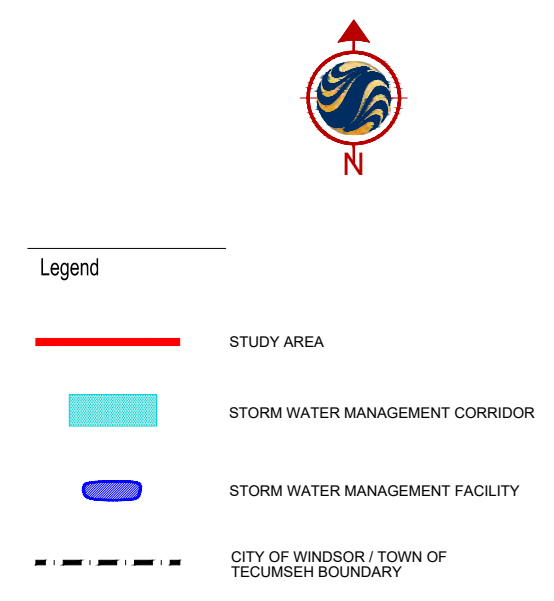 N
Legend
STUDY AREA
STORM WATER MANAGEMENT CORRIDOR
STORM WATER MANAGEMENT FACILITY
CITY OF WINDSOR / TOWN OF
TECUMSEH BOUNDARY